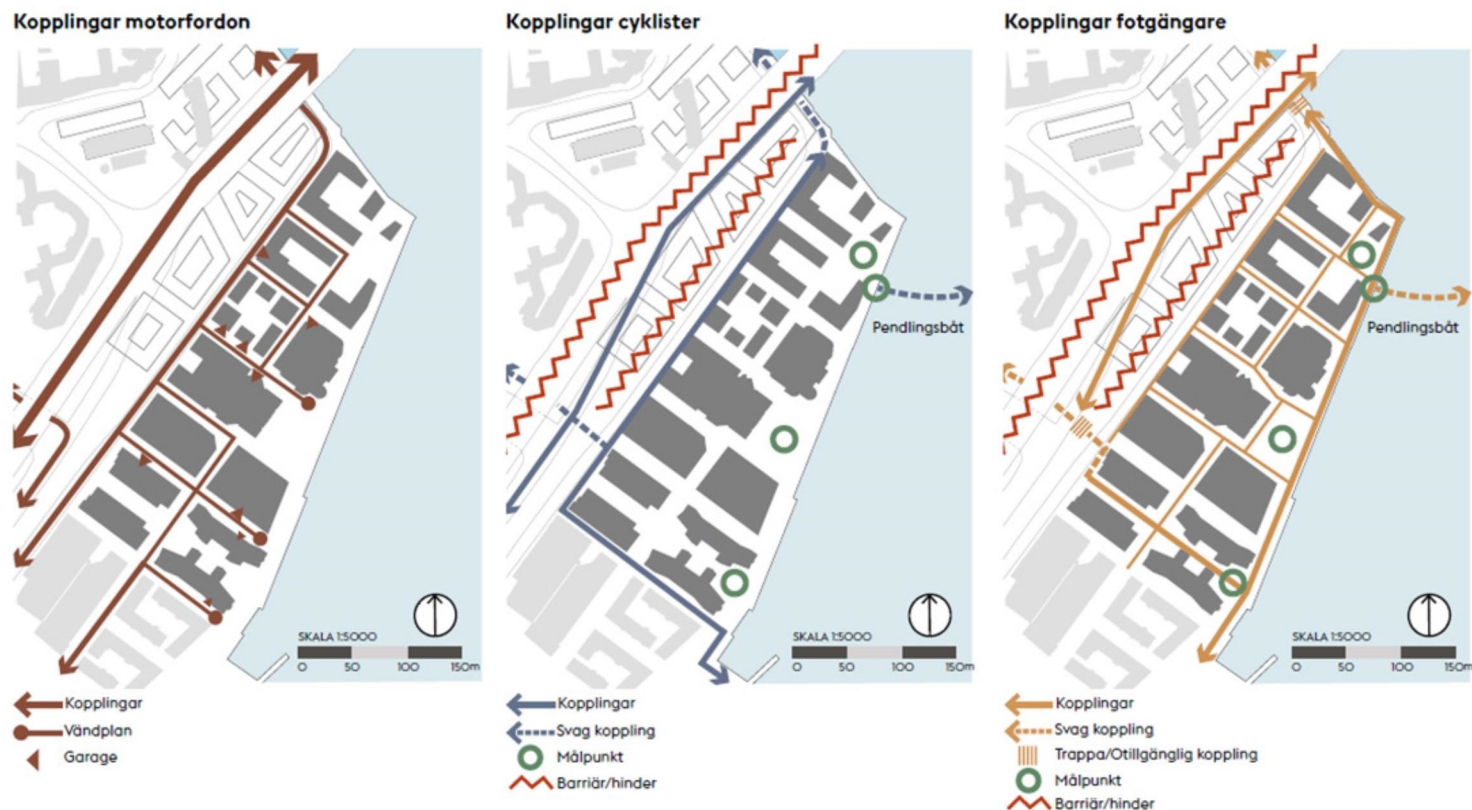 Kopplingar motorfordon
SKALA 1:5000
0 50 100 150m
Kopplingar
Vändplan
Garage
Kopplingar cyklister
Pendlingsbåt
SKALA 1:5000
0 50 100 150m
Kopplingar
Svag koppling
Målpunkt
Barriär/hinder
Kopplingar fotgängare
Pendlingsbåt
SKALA 1:5000
0 50 100 150m
Kopplingar
Svag koppling
Trappa/Otillgänglig koppling
Målpunkt
Barriär/hinder